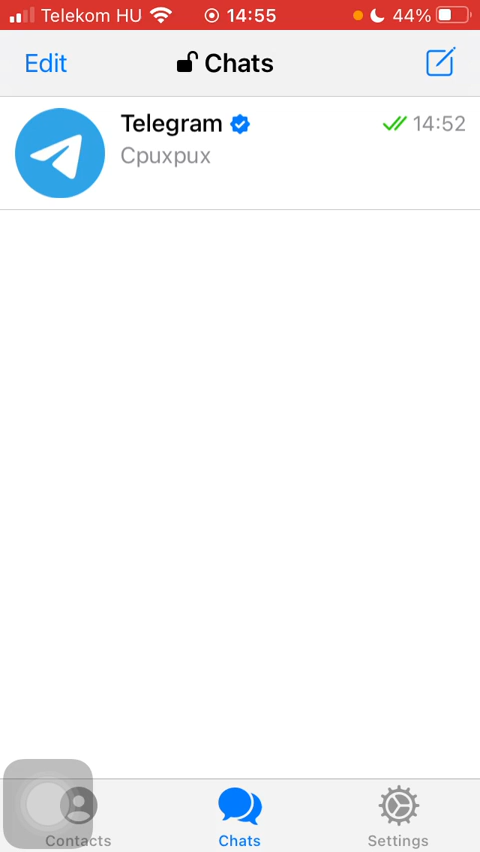 Telekom HU 14:55 44%
Edit Chats
Telegram 14:52
Cpuxpux
Contacts Chats Settings